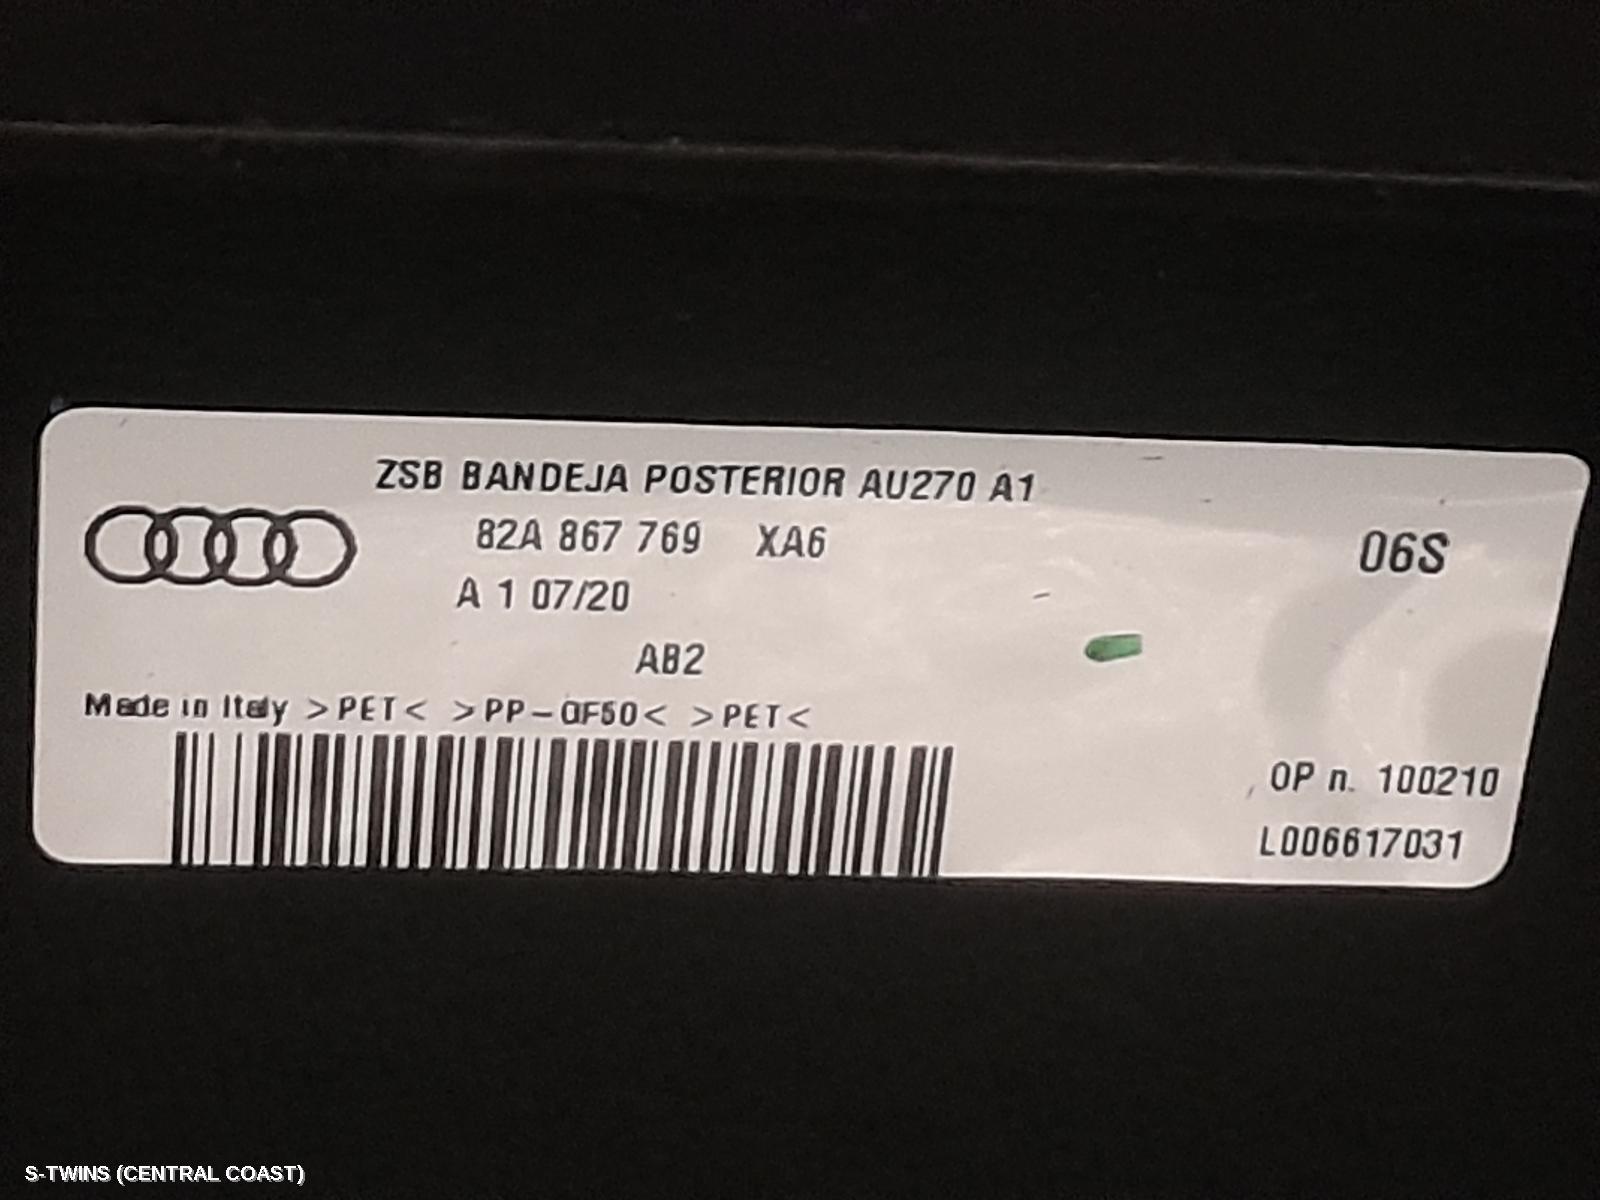 ZSB BANDEJA POSTERIOR AU270 A1
82A 867 769 XA6
06S
A 1 07/20
AB2
Made in Italy >PET< >PP-GF50< >PET<
OP n. 100210
L006617031
S-TWINS (CENTRAL COAST)